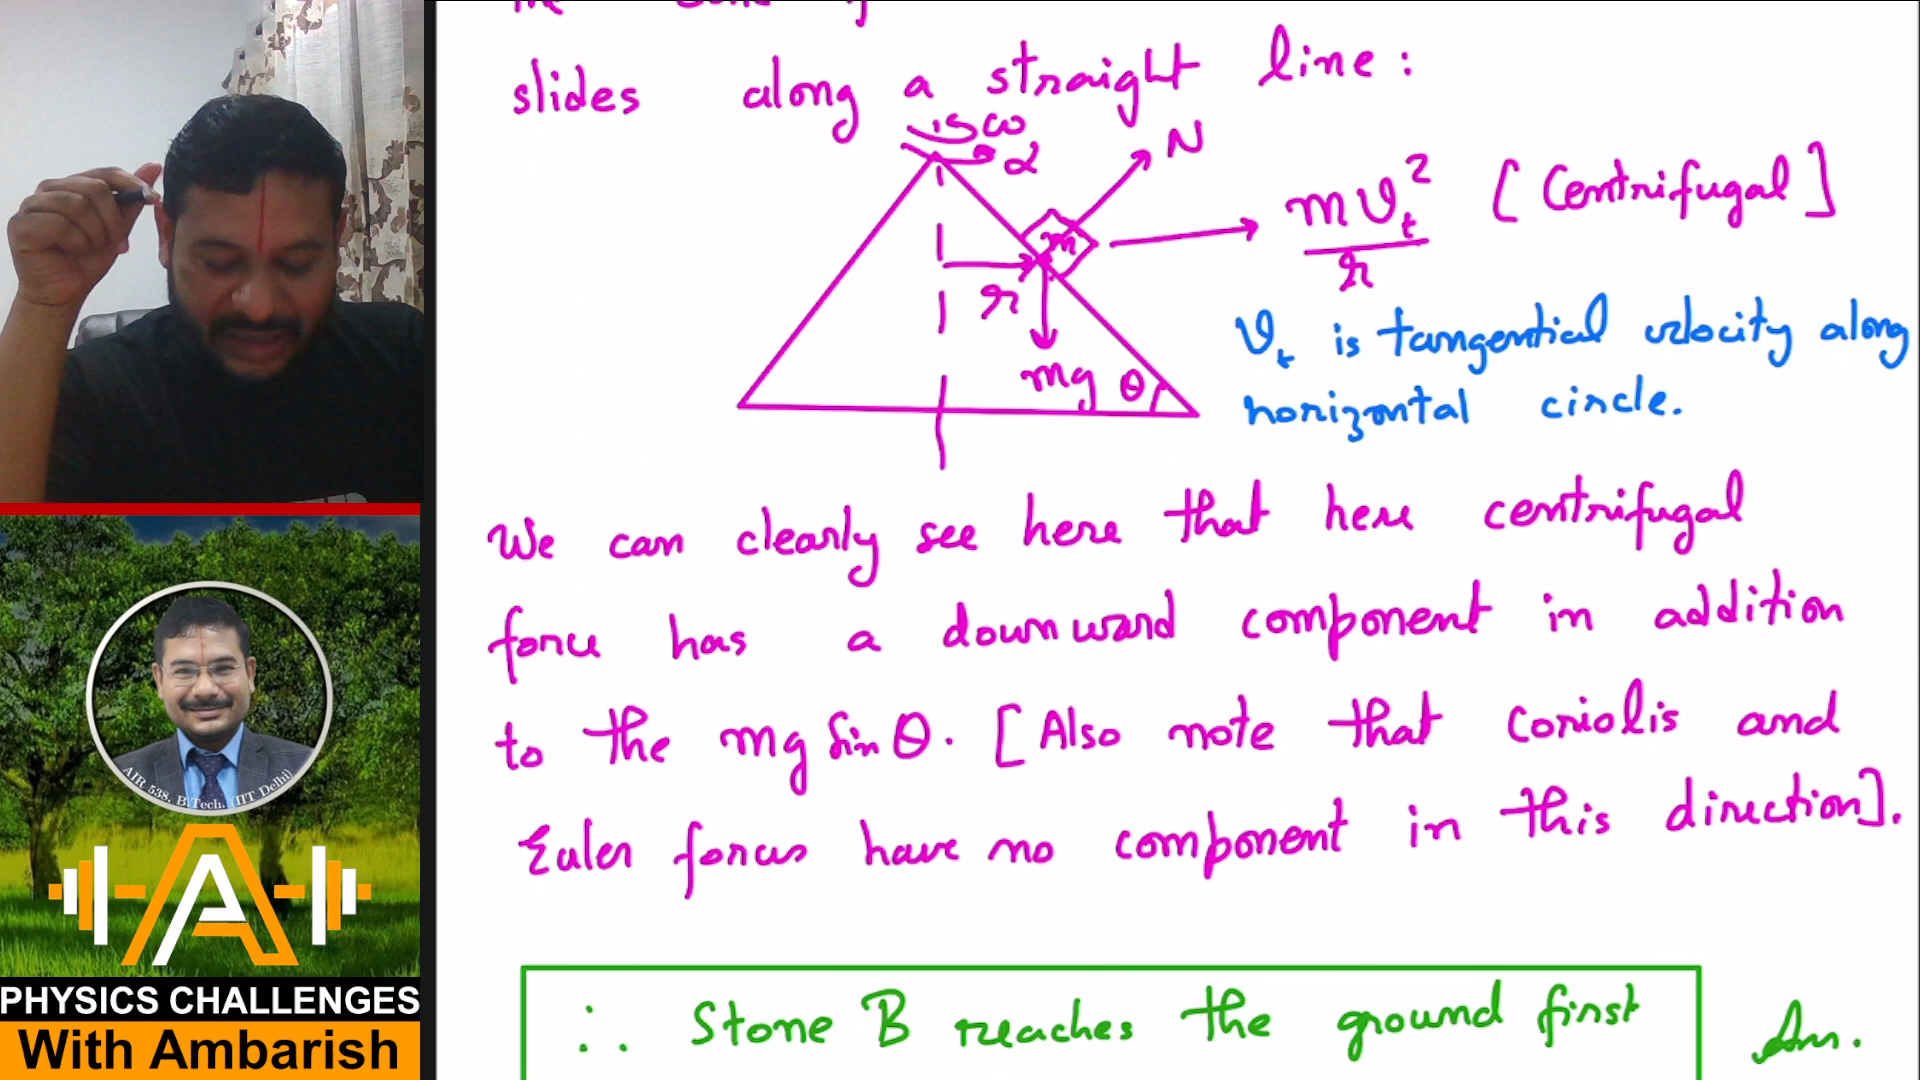 slides along a straight line:
ω
α
N
m
r
mg
θ
mv_t²/r [Centrifugal]
v_t is tangential velocity along
horizontal circle.
We can clearly see here that here centrifugal
force has a downward component in addition
to the mg sin θ. [Also note that coriolis and
Euler forces have no component in this direction].
∴ Stone B reaches the ground first
Ans.
AIR 538, B.Tech. (IIT Delhi)
A
PHYSICS CHALLENGES
With Ambarish